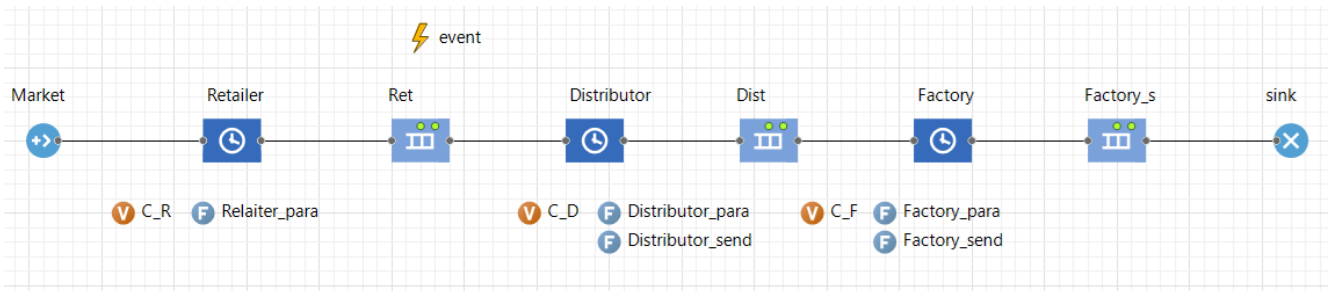 event
Market Retailer Ret Distributor Dist Factory Factory_s sink
V C_R F Relaiter_para V C_D F Distributor_para V C_F F Factory_para
F Distributor_send F Factory_send